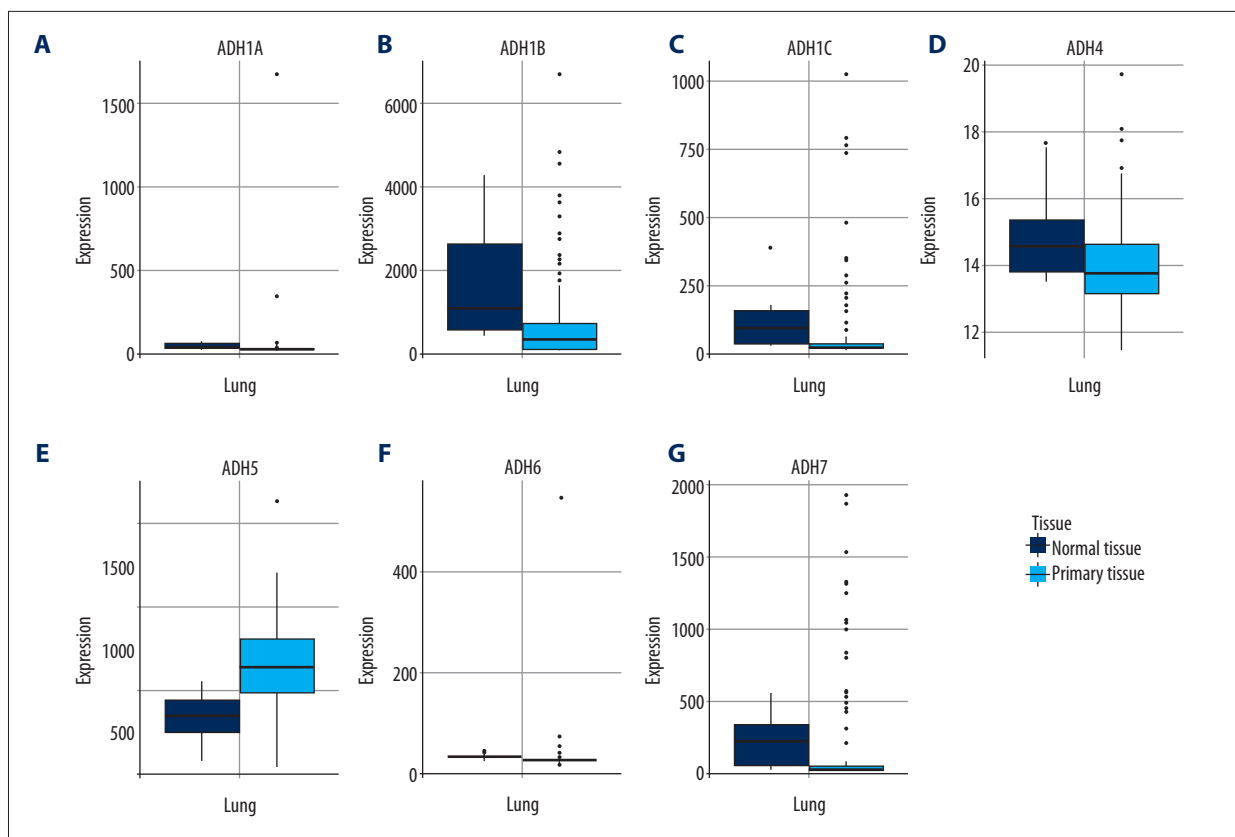 A
ADH1A
Expression
1500
1000
500
0
Lung
B
ADH1B
Expression
6000
4000
2000
0
Lung
C
ADH1C
Expression
1000
750
500
250
0
Lung
D
ADH4
Expression
20
18
16
14
12
Lung
E
ADH5
Expression
1500
1000
500
Lung
F
ADH6
Expression
400
200
0
Lung
G
ADH7
Expression
2000
1500
1000
500
0
Lung
Tissue
Normal tissue
Primary tissue